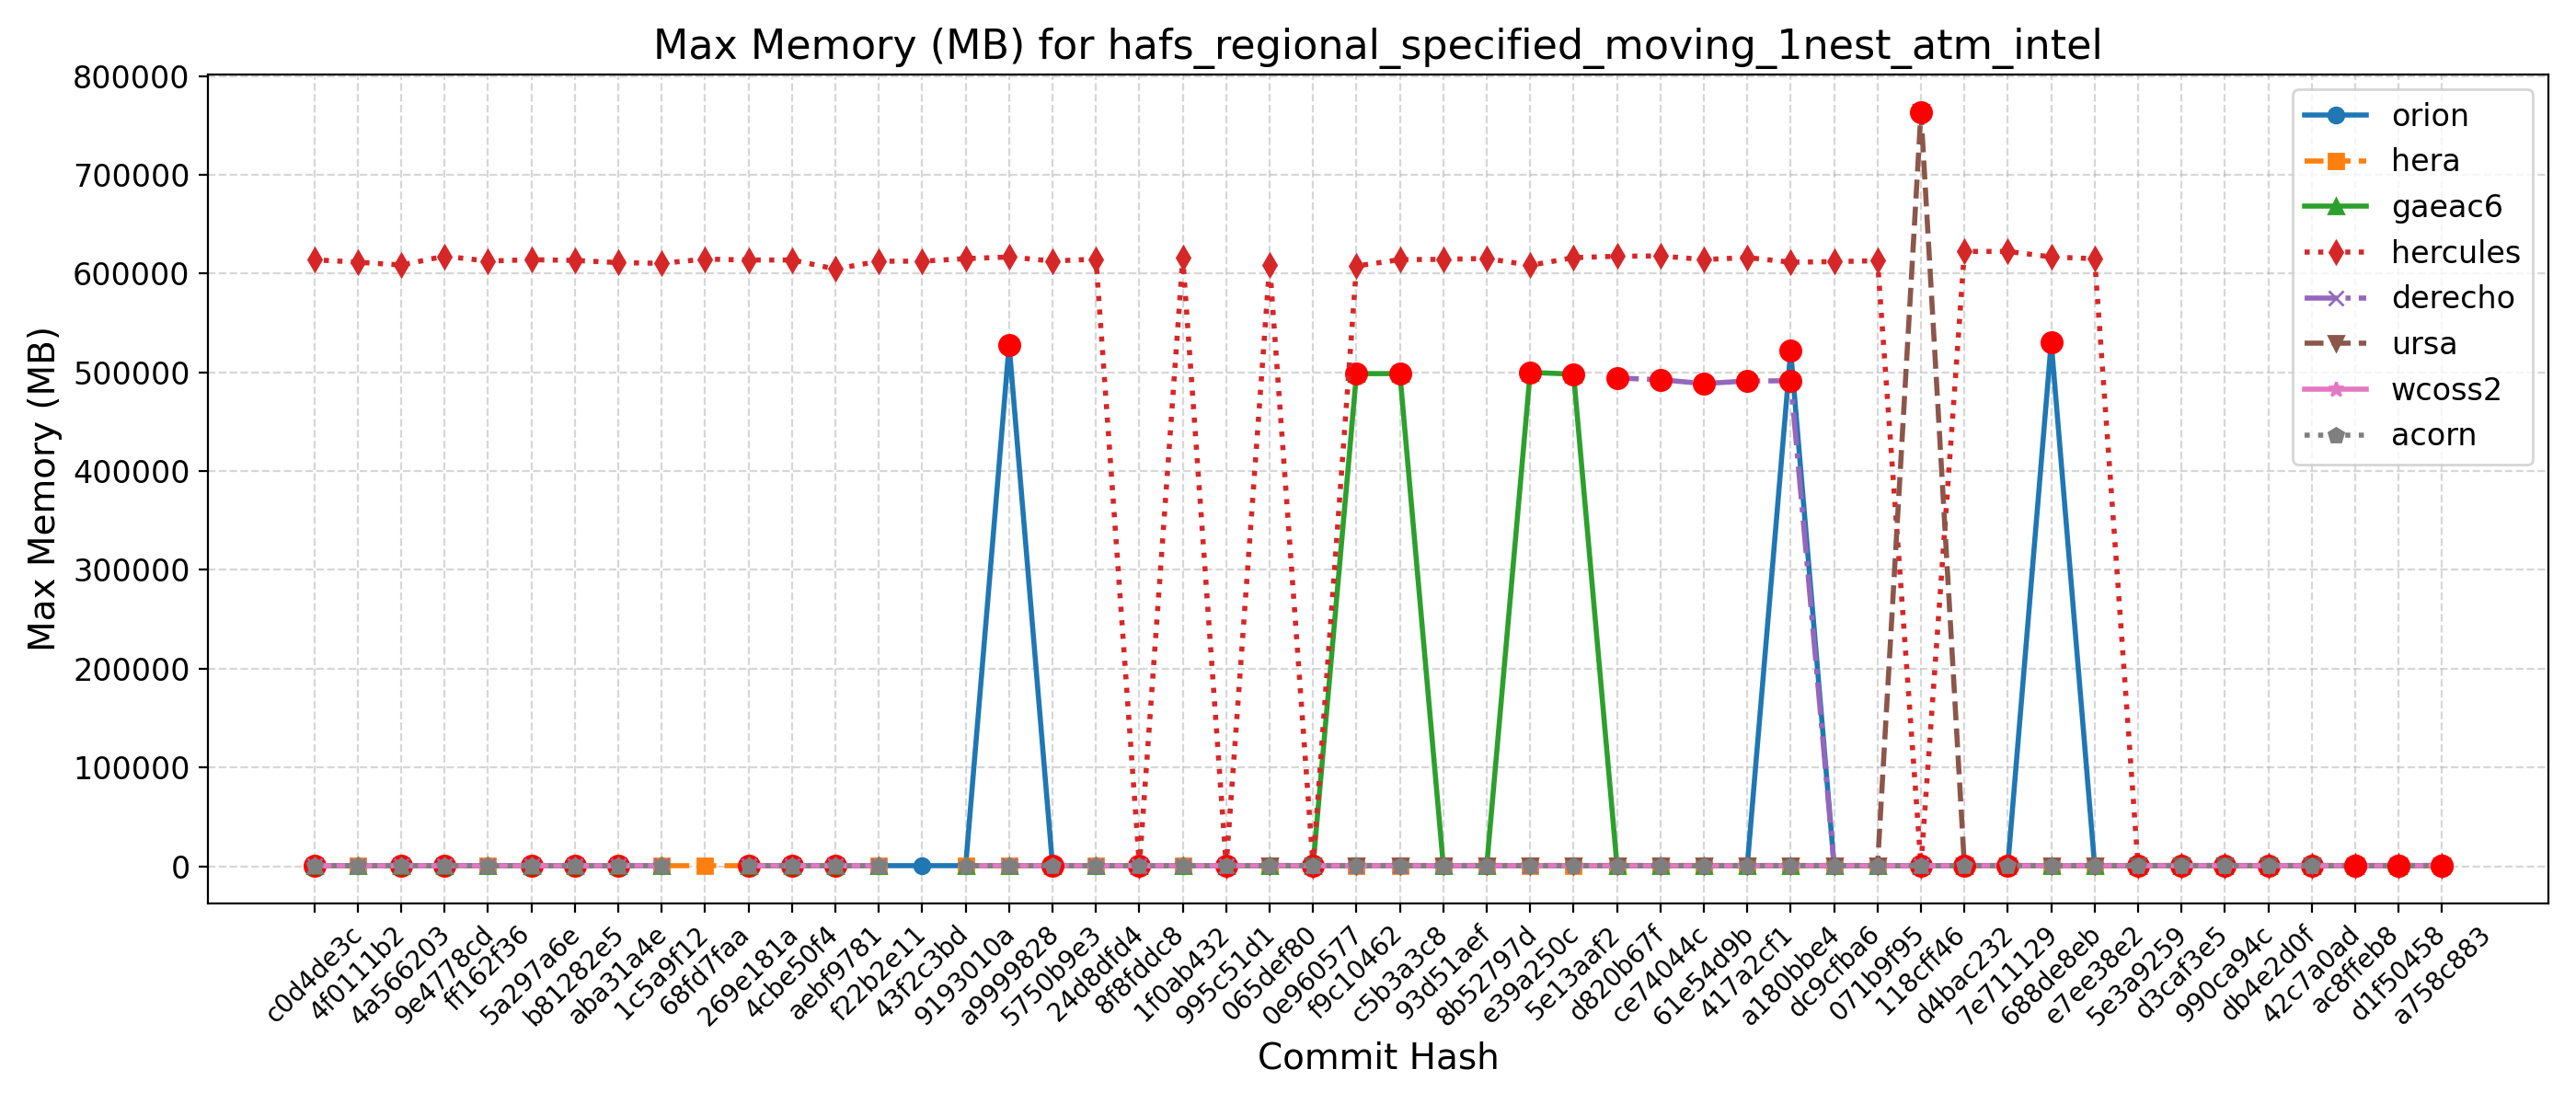 Max Memory (MB) for hafs_regional_specified_moving_1nest_atm_intel
800000
700000
600000
500000
400000
300000
200000
100000
0
Max Memory (MB)
orion
hera
gaeac6
hercules
derecho
ursa
wcoss2
acorn
c0d4de3c
4f0111b2
4a566203
9e4778cd
ff162f36
5a297a6e
b81282e5
aba31a4e
1c5a9f12
68fd7faa
269e181a
4cbe50f4
aebf9781
f22b2e11
43f2c3bd
9193010a
a9999828
5750b9e3
24d8dfd4
8f8fddc8
1f0ab432
995c51d1
065def80
0e960577
f9c10462
c5b3a3c8
93d51aef
8b52797d
e39a250c
5e13aaf2
d820b67f
ce74044c
61e54d9b
417a2cf1
a180bbe4
dc9cfba6
071b9f95
118cff46
d4bac232
7e711129
688de8eb
e7ee38e2
5e3a9259
d3caf3e5
990ca94c
db4e2d0f
42c7a0ad
ac8ffeb8
d1f50458
a758c883
Commit Hash